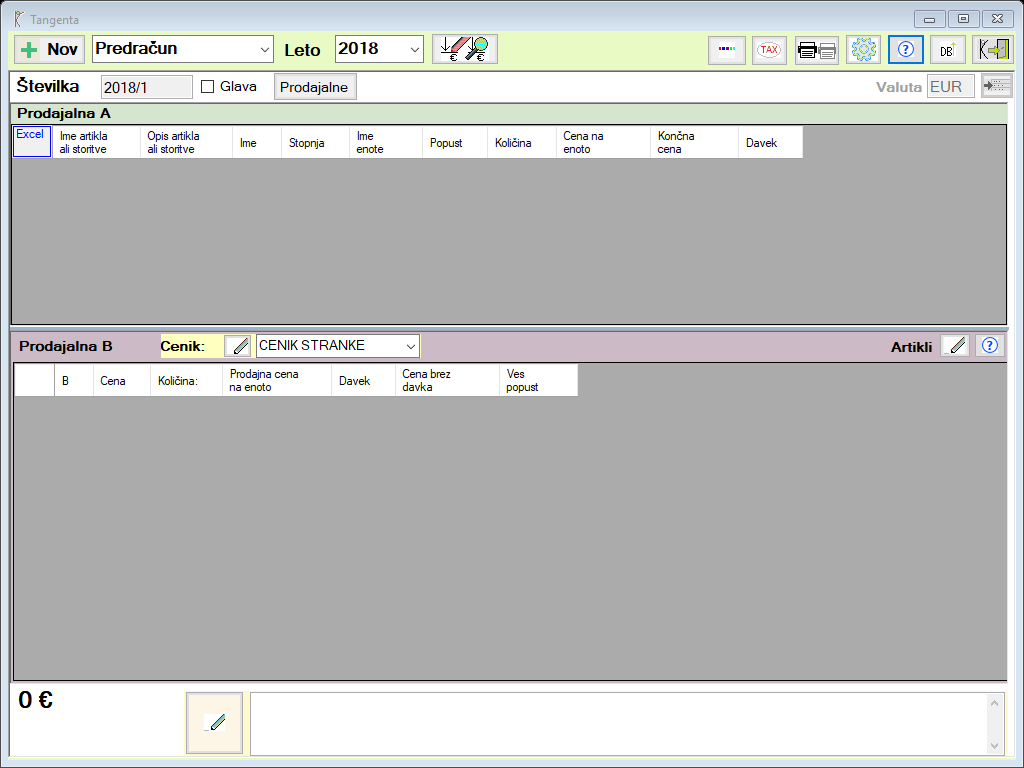 Tangenta
Nov Predračun Leto 2018 € € TAX ? DB
Številka 2018/1 Glava Prodajalne Valuta EUR
Prodajalna A
Excel Ime artikla Opis artikla Ime Stopnja Ime Popust Količina Cena na Končna Davek
ali storitve ali storitve enote enoto cena
Prodajalna B Cenik: CENIK STRANKE Artikli ?
B Cena Količina: Prodajna cena Davek Cena brez Ves
na enoto davka popust
0 €